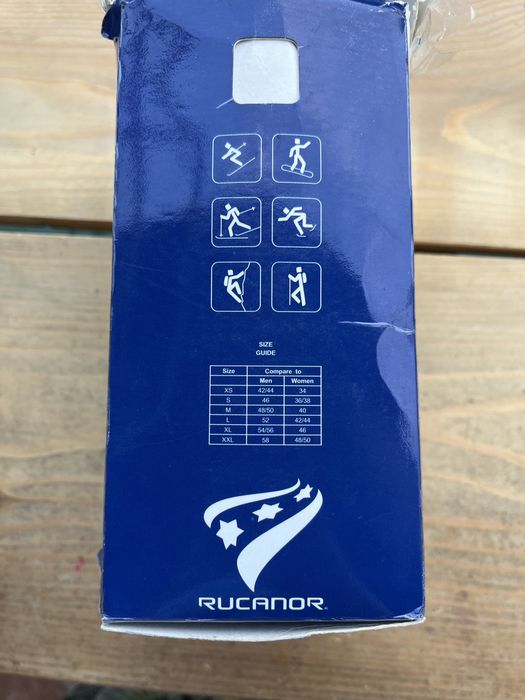 SIZE
GUIDE
Size Compare to
Men Women
XS 42/44 34
S 46 36/38
M 48/50 40
L 52 42/44
XL 54/56 46
XXL 58 48/50
RUCANOR